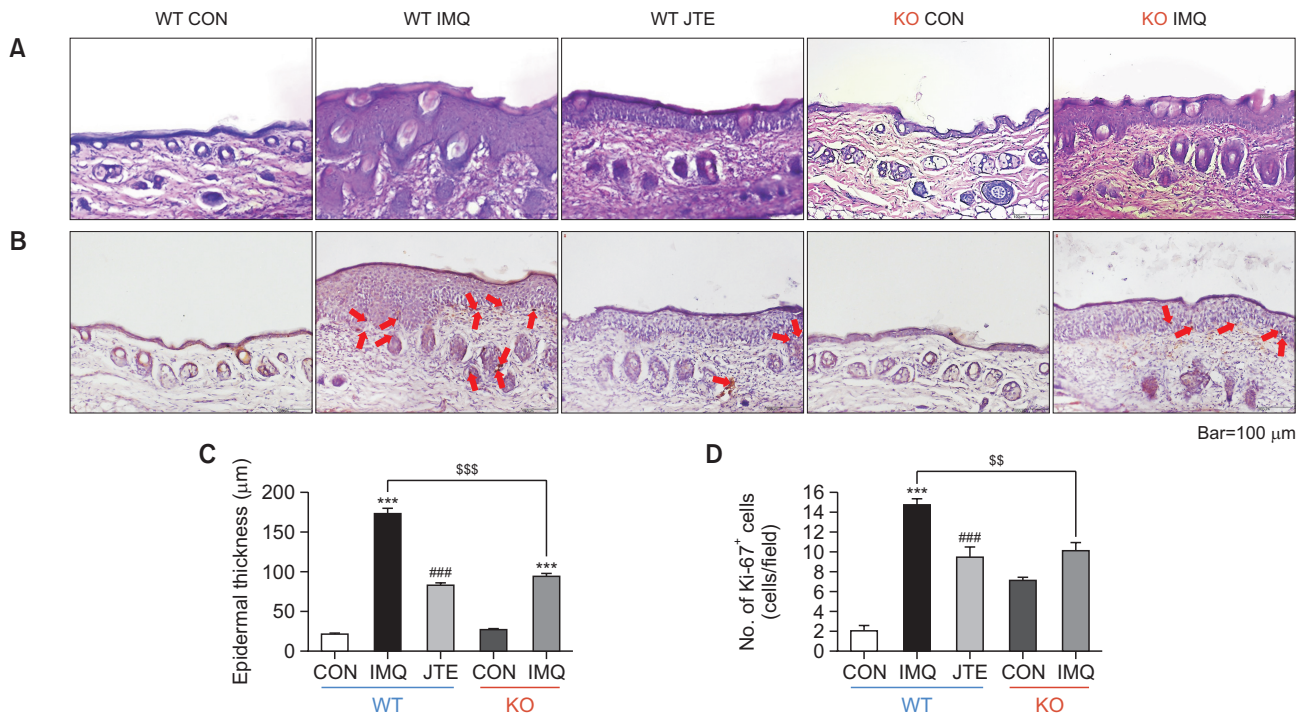 WT CON WT IMQ WT JTE KO CON KO IMQ
A
B
Bar=100 μm
C
Epidermal thickness (μm)
200
150
100
50
0
***
###
***
$$$
CON IMQ JTE CON IMQ
WT KO
D
No. of Ki-67+ cells
(cells/field)
16
14
12
10
8
6
4
2
0
***
###
$$
CON IMQ JTE CON IMQ
WT KO